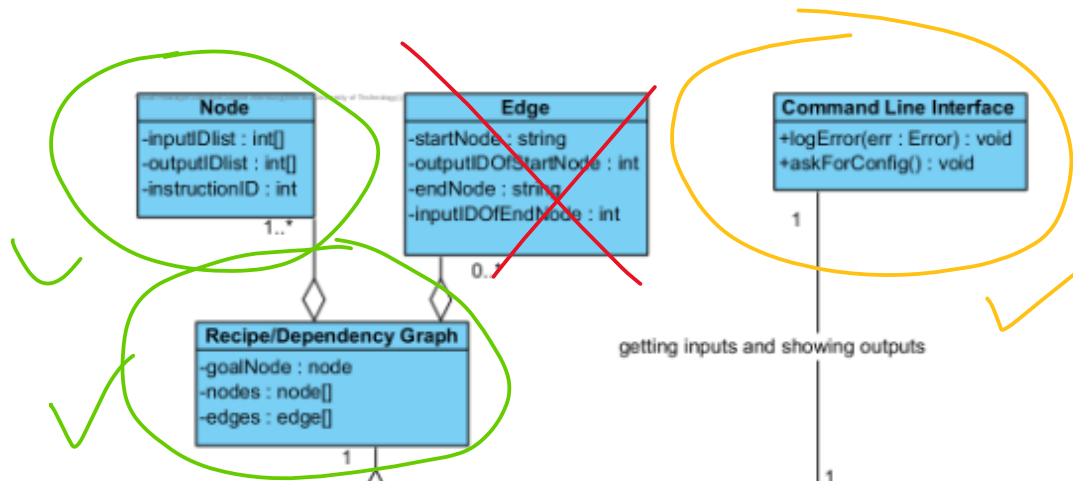 Node
-inputIDlist : int[]
-outputIDlist : int[]
-instructionID : int
1..*
Edge
-startNode : string
-outputIDOfStartNode : int
-endNode : string
-inputIDOfEndNode : int
0..*
Command Line Interface
+logError(err : Error) : void
+askForConfig() : void
1
getting inputs and showing outputs
1
Recipe/Dependency Graph
-goalNode : node
-nodes : node[]
-edges : edge[]
1